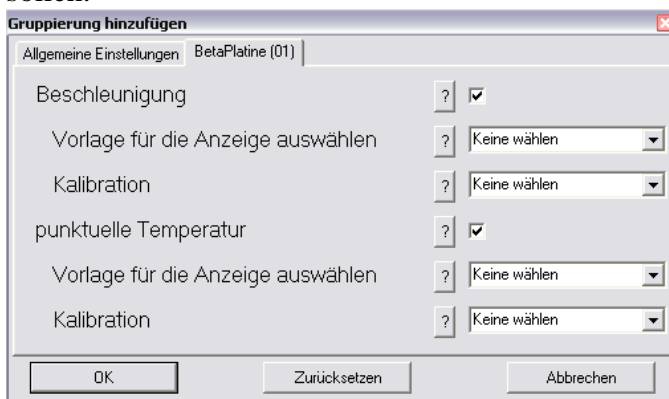 Gruppierung hinzufügen
Allgemeine Einstellungen BetaPlatine (01)
Beschleunigung ?
Vorlage für die Anzeige auswählen ? Keine wählen
Kalibration ? Keine wählen
punktuelle Temperatur ?
Vorlage für die Anzeige auswählen ? Keine wählen
Kalibration ? Keine wählen
OK Zurücksetzen Abbrechen